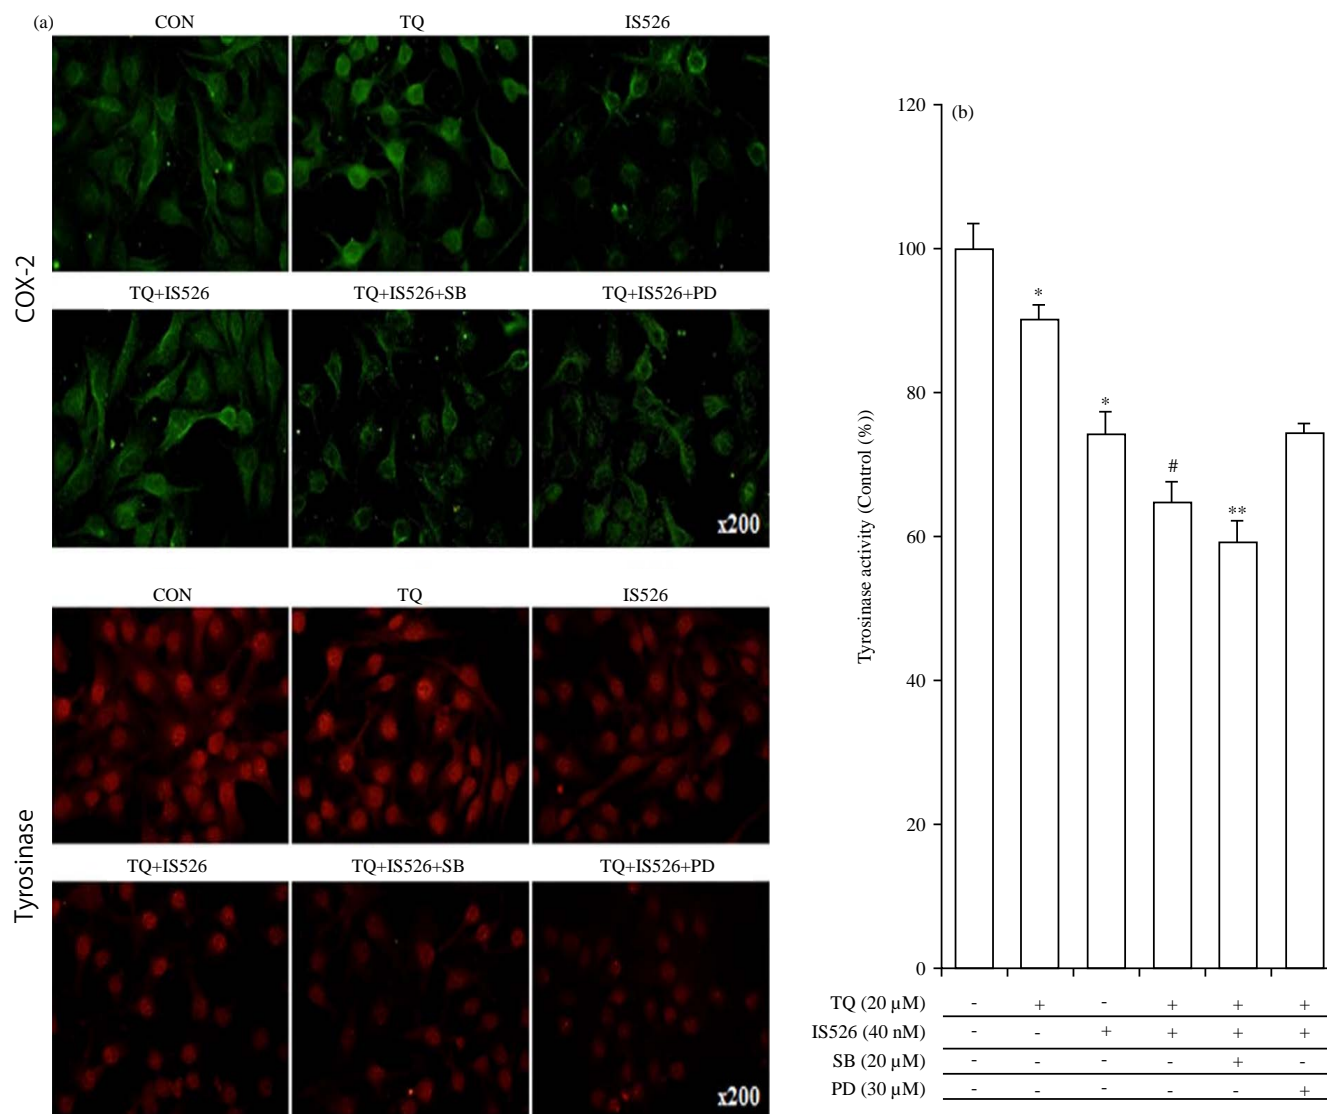 (a)
CON TQ IS526
COX-2
TQ+IS526 TQ+IS526+SB TQ+IS526+PD
x200
CON TQ IS526
Tyrosinase
TQ+IS526 TQ+IS526+SB TQ+IS526+PD
x200
(b)
Tyrosinase activity (Control (%))
120
100
80
60
40
20
0
*
*
#
**
TQ (20 µM) - + - + + +
IS526 (40 nM) - - + + + +
SB (20 µM) - - - - + -
PD (30 µM) - - - - - +